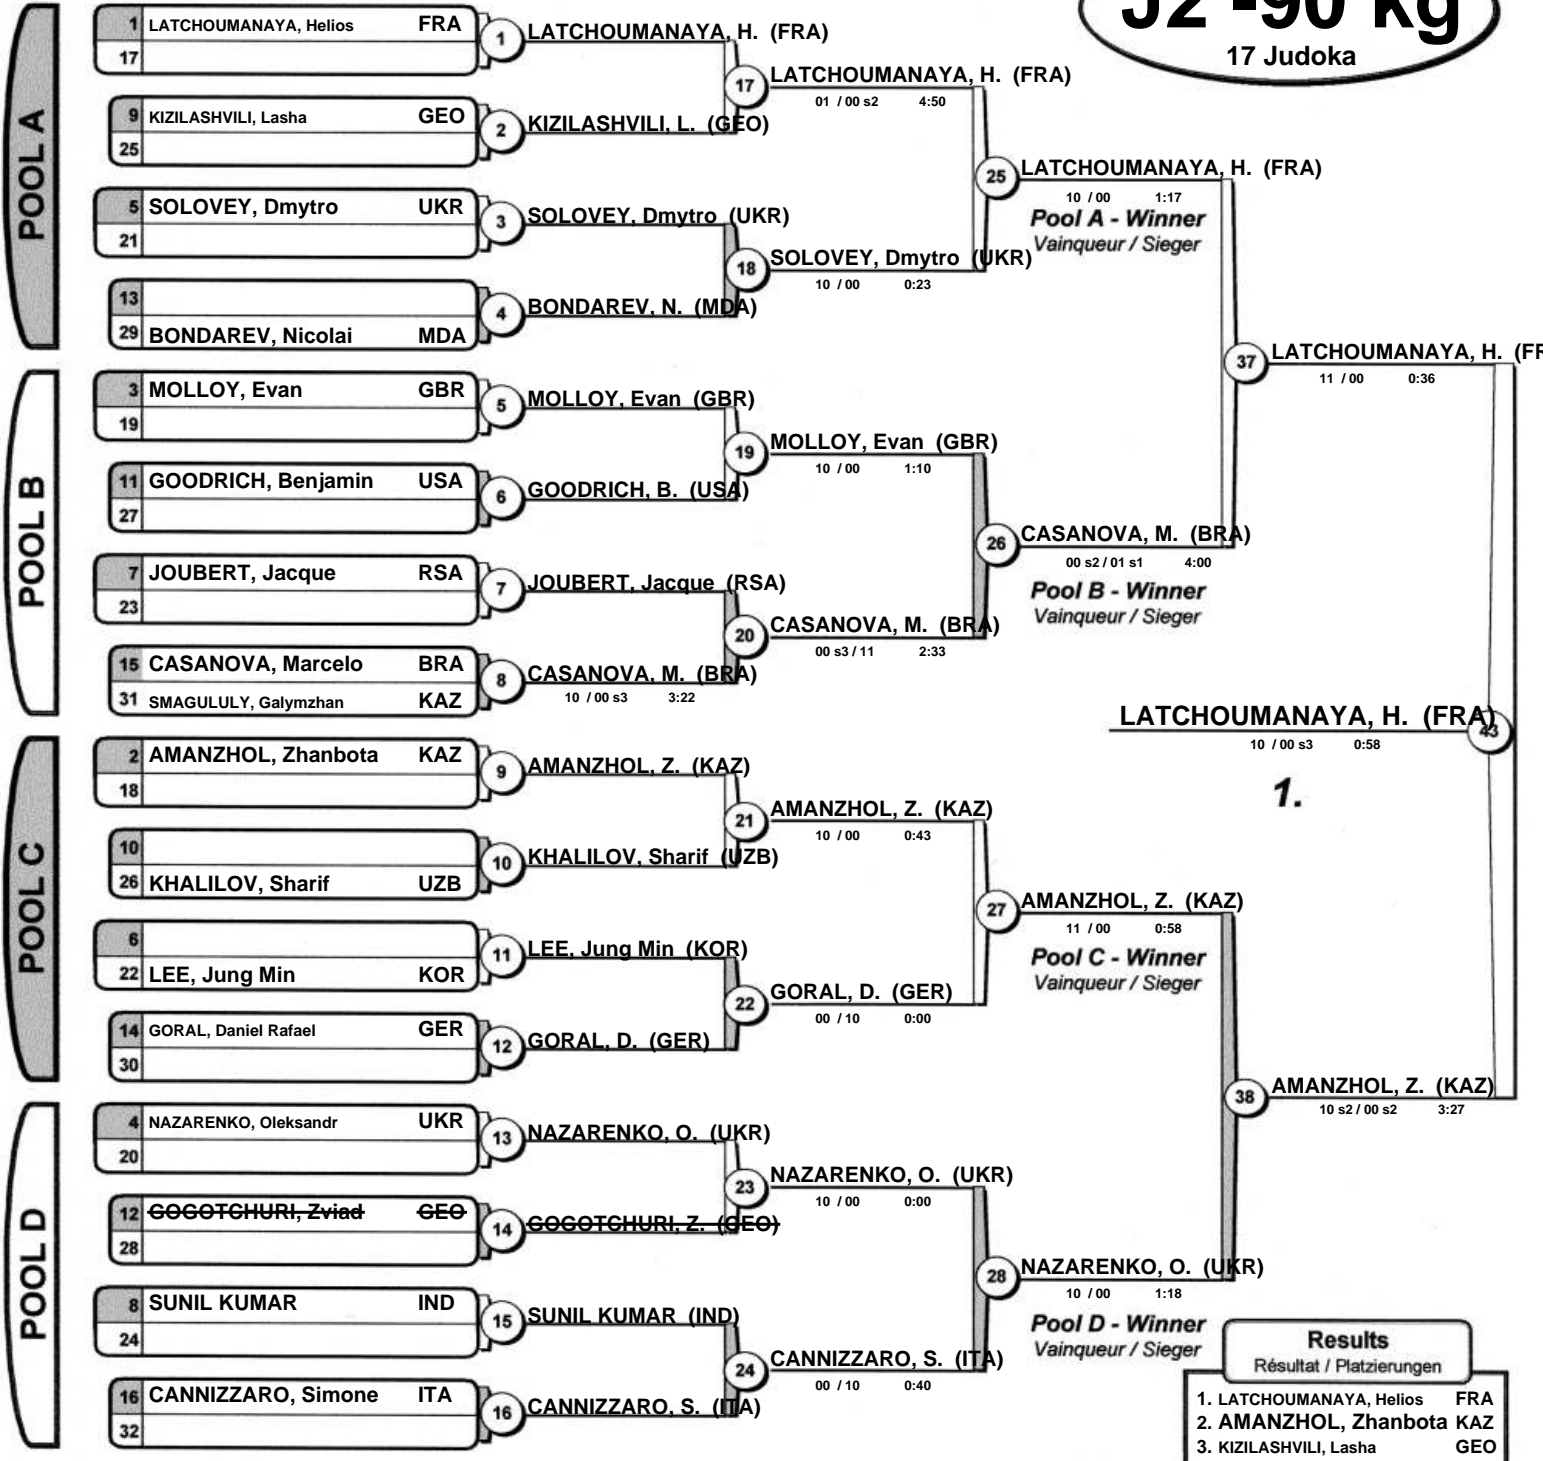 J2 -90 kg
17 Judoka
POOL A
1 LATCHOUMANAYA, Helios FRA
17
9 KIZILASHVILI, Lasha GEO
25
5 SOLOVEY, Dmytro UKR
21
13
29 BONDAREV, Nicolai MDA
POOL B
3 MOLLOY, Evan GBR
19
11 GOODRICH, Benjamin USA
27
7 JOUBERT, Jacque RSA
23
15 CASANOVA, Marcelo BRA
31 SMAGULULY, Galymzhan KAZ
POOL C
2 AMANZHOL, Zhanbota KAZ
18
10
26 KHALILOV, Sharif UZB
6
22 LEE, Jung Min KOR
14 GORAL, Daniel Rafael GER
30
POOL D
4 NAZARENKO, Oleksandr UKR
20
12 GOGOTCHURI, Zviad GEO
28
8 SUNIL KUMAR IND
24
16 CANNIZZARO, Simone ITA
32
1 LATCHOUMANAYA, H. (FRA)
2 KIZILASHVILI, L. (GEO)
3 SOLOVEY, Dmytro (UKR)
4 BONDAREV, N. (MDA)
5 MOLLOY, Evan (GBR)
6 GOODRICH, B. (USA)
7 JOUBERT, Jacque (RSA)
8 CASANOVA, M. (BRA)
10 / 00 s3 3:22
9 AMANZHOL, Z. (KAZ)
10 KHALILOV, Sharif (UZB)
11 LEE, Jung Min (KOR)
12 GORAL, D. (GER)
13 NAZARENKO, O. (UKR)
14 GOGOTCHURI, Z. (GEO)
15 SUNIL KUMAR (IND)
16 CANNIZZARO, S. (ITA)
17 LATCHOUMANAYA, H. (FRA)
01 / 00 s2 4:50
18 SOLOVEY, Dmytro (UKR)
10 / 00 0:23
19 MOLLOY, Evan (GBR)
10 / 00 1:10
20 CASANOVA, M. (BRA)
00 s3 / 11 2:33
21 AMANZHOL, Z. (KAZ)
10 / 00 0:43
22 GORAL, D. (GER)
00 / 10 0:00
23 NAZARENKO, O. (UKR)
10 / 00 0:00
24 CANNIZZARO, S. (ITA)
00 / 10 0:40
25 LATCHOUMANAYA, H. (FRA)
10 / 00 1:17
Pool A - Winner
Vainqueur / Sieger
26 CASANOVA, M. (BRA)
00 s2 / 01 s1 4:00
Pool B - Winner
Vainqueur / Sieger
27 AMANZHOL, Z. (KAZ)
11 / 00 0:58
Pool C - Winner
Vainqueur / Sieger
28 NAZARENKO, O. (UKR)
10 / 00 1:18
Pool D - Winner
Vainqueur / Sieger
37 LATCHOUMANAYA, H. (FR
11 / 00 0:36
38 AMANZHOL, Z. (KAZ)
10 s2 / 00 s2 3:27
LATCHOUMANAYA, H. (FRA) 43
10 / 00 s3 0:58
1.
Results
Résultat / Platzierungen
1. LATCHOUMANAYA, Helios FRA
2. AMANZHOL, Zhanbota KAZ
3. KIZILASHVILI, Lasha GEO